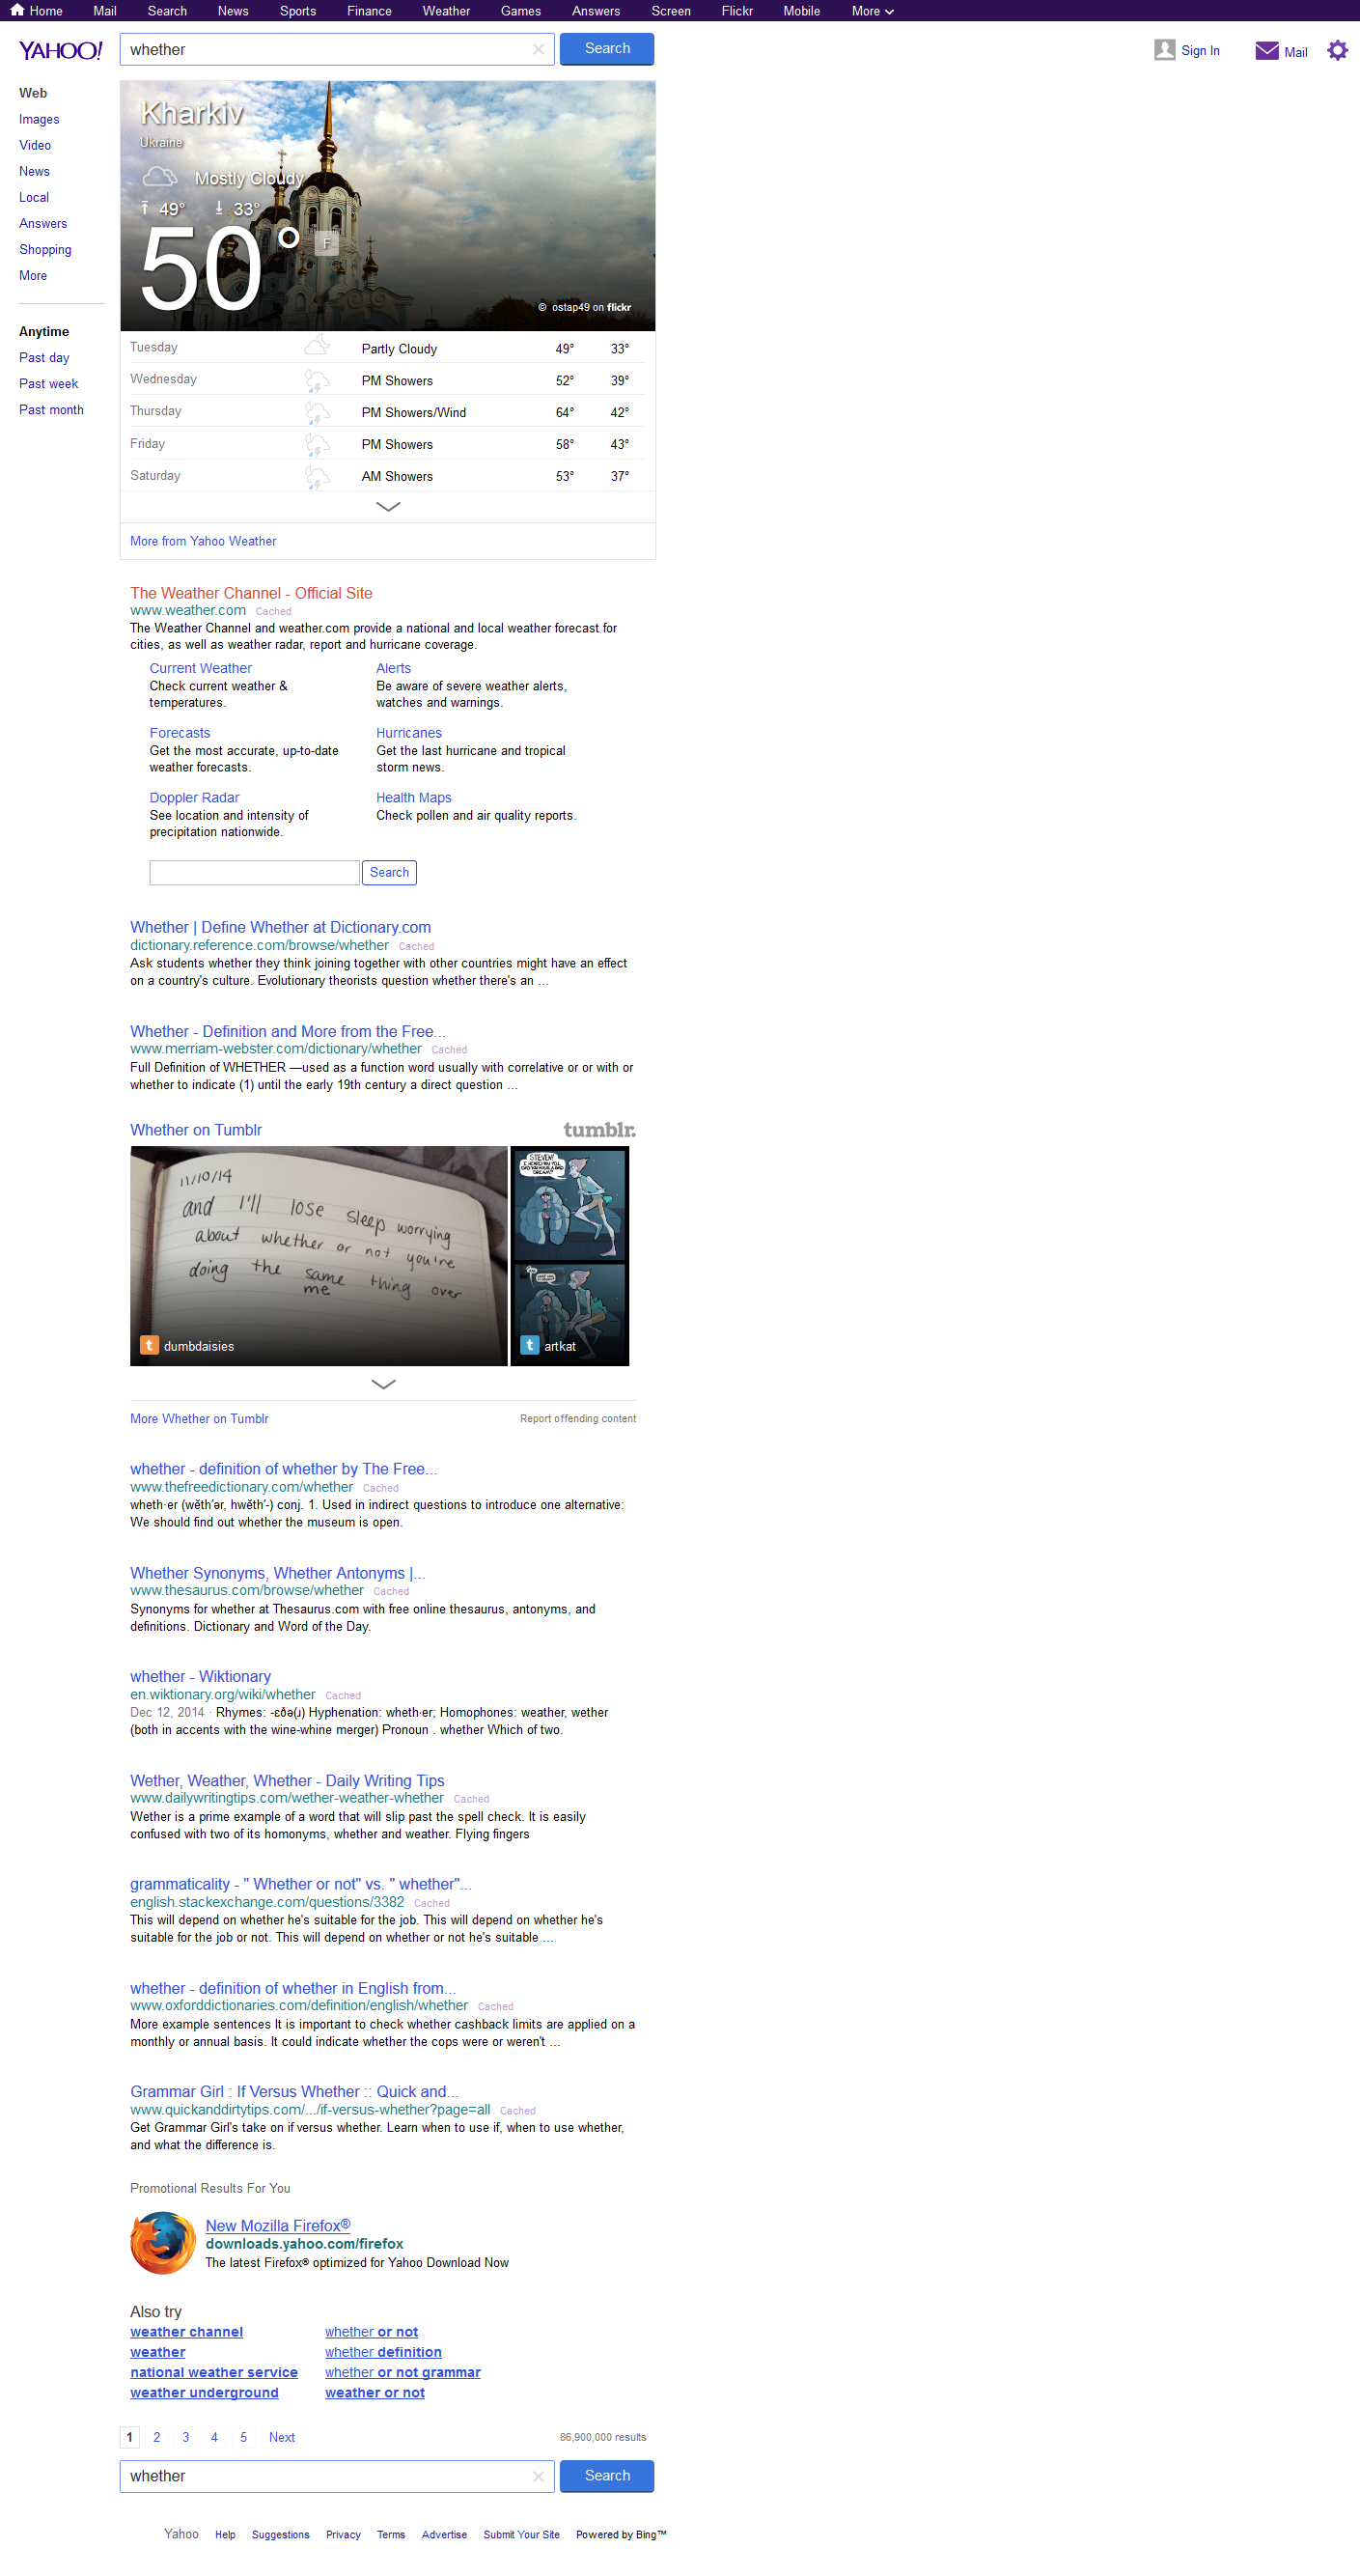 Home Mail Search News Sports Finance Weather Games Answers Screen Flickr Mobile More
YAHOO!
whether
Search
Sign In
Mail
Web
Images
Video
News
Local
Answers
Shopping
More
Anytime
Past day
Past week
Past month
Kharkiv
Ukraine
Mostly Cloudy
49° 33°
50° F
© ostap49 on flickr
Tuesday Partly Cloudy 49° 33°
Wednesday PM Showers 52° 39°
Thursday PM Showers/Wind 64° 42°
Friday PM Showers 58° 43°
Saturday AM Showers 53° 37°
More from Yahoo Weather
The Weather Channel - Official Site
www.weather.com Cached
The Weather Channel and weather.com provide a national and local weather forecast for
cities, as well as weather radar, report and hurricane coverage.
Current Weather
Check current weather &
temperatures.
Alerts
Be aware of severe weather alerts,
watches and warnings.
Forecasts
Get the most accurate, up-to-date
weather forecasts.
Hurricanes
Get the last hurricane and tropical
storm news.
Doppler Radar
See location and intensity of
precipitation nationwide.
Health Maps
Check pollen and air quality reports.
Search
Whether | Define Whether at Dictionary.com
dictionary.reference.com/browse/whether Cached
Ask students whether they think joining together with other countries might have an effect
on a country's culture. Evolutionary theorists question whether there's an ...
Whether - Definition and More from the Free...
www.merriam-webster.com/dictionary/whether Cached
Full Definition of WHETHER —used as a function word usually with correlative or or with or
whether to indicate (1) until the early 19th century a direct question ...
Whether on Tumblr
tumblr.
11/10/14
and I'll lose sleep worrying
about whether or not you're
doing the same thing over
me
dumbdaisies
STEVEN!
I HEARD YOU
HAD A BAD
DREAM?
artkat
More Whether on Tumblr
Report offending content
whether - definition of whether by The Free...
www.thefreedictionary.com/whether Cached
wheth·er (wĕth′ər, hwĕth′-) conj. 1. Used in indirect questions to introduce one alternative:
We should find out whether the museum is open.
Whether Synonyms, Whether Antonyms |...
www.thesaurus.com/browse/whether Cached
Synonyms for whether at Thesaurus.com with free online thesaurus, antonyms, and
definitions. Dictionary and Word of the Day.
whether - Wiktionary
en.wiktionary.org/wiki/whether Cached
Dec 12, 2014 · Rhymes: -ɛðə(ɹ) Hyphenation: wheth·er; Homophones: weather, wether
(both in accents with the wine-whine merger) Pronoun . whether Which of two.
Wether, Weather, Whether - Daily Writing Tips
www.dailywritingtips.com/wether-weather-whether Cached
Wether is a prime example of a word that will slip past the spell check. It is easily
confused with two of its homonyms, whether and weather. Flying fingers
grammaticality - " Whether or not" vs. " whether"...
english.stackexchange.com/questions/3382 Cached
This will depend on whether he's suitable for the job. This will depend on whether he's
suitable for the job or not. This will depend on whether or not he's suitable ...
whether - definition of whether in English from...
www.oxforddictionaries.com/definition/english/whether Cached
More example sentences It is important to check whether cashback limits are applied on a
monthly or annual basis. It could indicate whether the cops were or weren't ...
Grammar Girl : If Versus Whether :: Quick and...
www.quickanddirtytips.com/.../if-versus-whether?page=all Cached
Get Grammar Girl's take on if versus whether. Learn when to use if, when to use whether,
and what the difference is.
Promotional Results For You
New Mozilla Firefox®
downloads.yahoo.com/firefox
The latest Firefox® optimized for Yahoo Download Now
Also try
weather channel
weather
national weather service
weather underground
whether or not
whether definition
whether or not grammar
weather or not
1 2 3 4 5 Next
86,900,000 results
whether
Search
Yahoo Help Suggestions Privacy Terms Advertise Submit Your Site Powered by Bing™